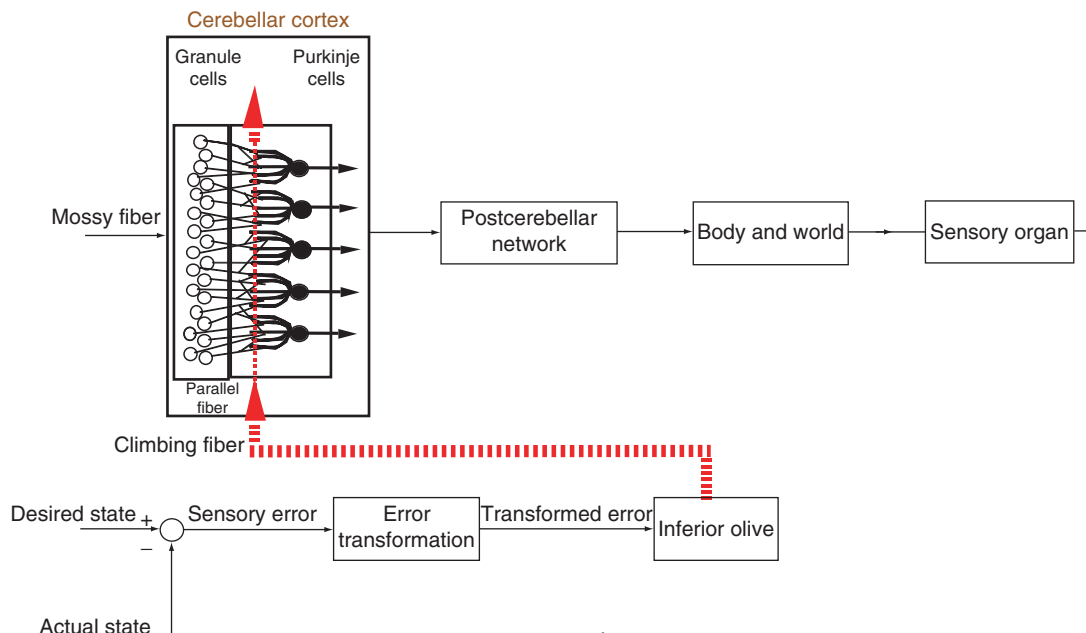 Cerebellar cortex
Granule
cells
Purkinje
cells
Mossy fiber
Postcerebellar
network
Body and world
Sensory organ
Parallel
fiber
Climbing fiber
Desired state
+
−
Sensory error
Error
transformation
Transformed error
Inferior olive
Actual state